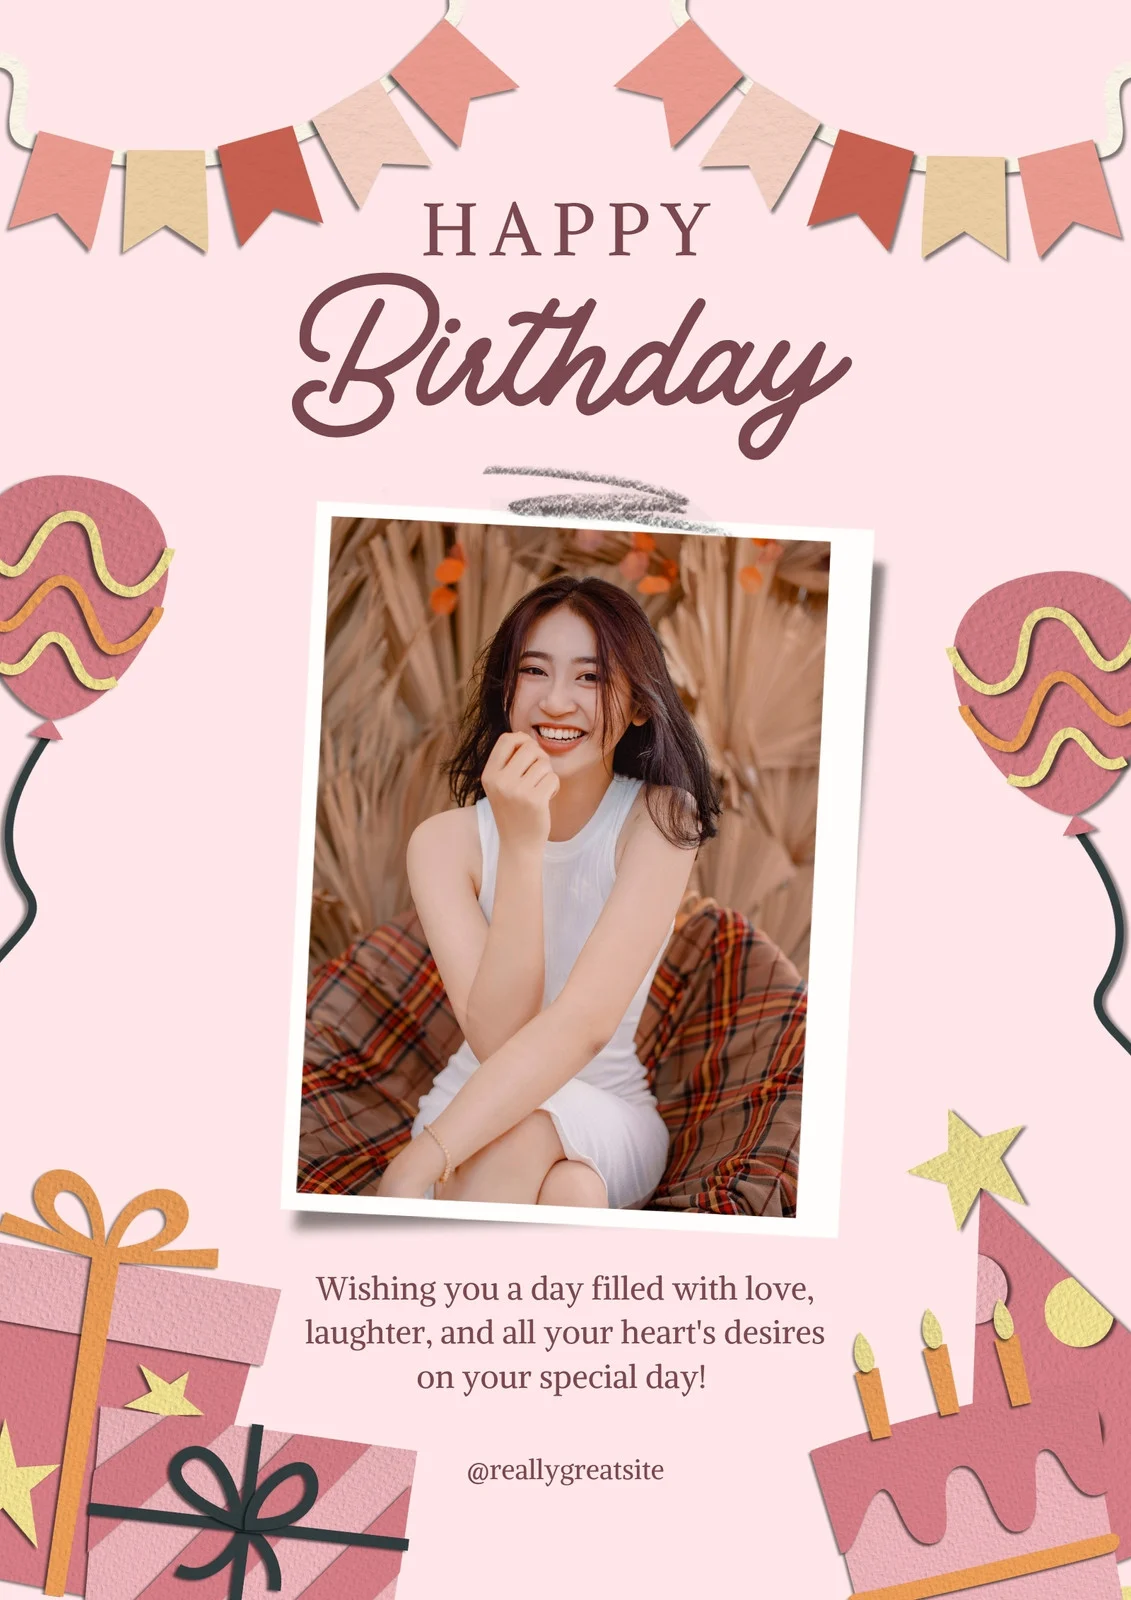 HAPPY
Birthday
Wishing you a day filled with love,
laughter, and all your heart's desires
on your special day!
@reallygreatsite